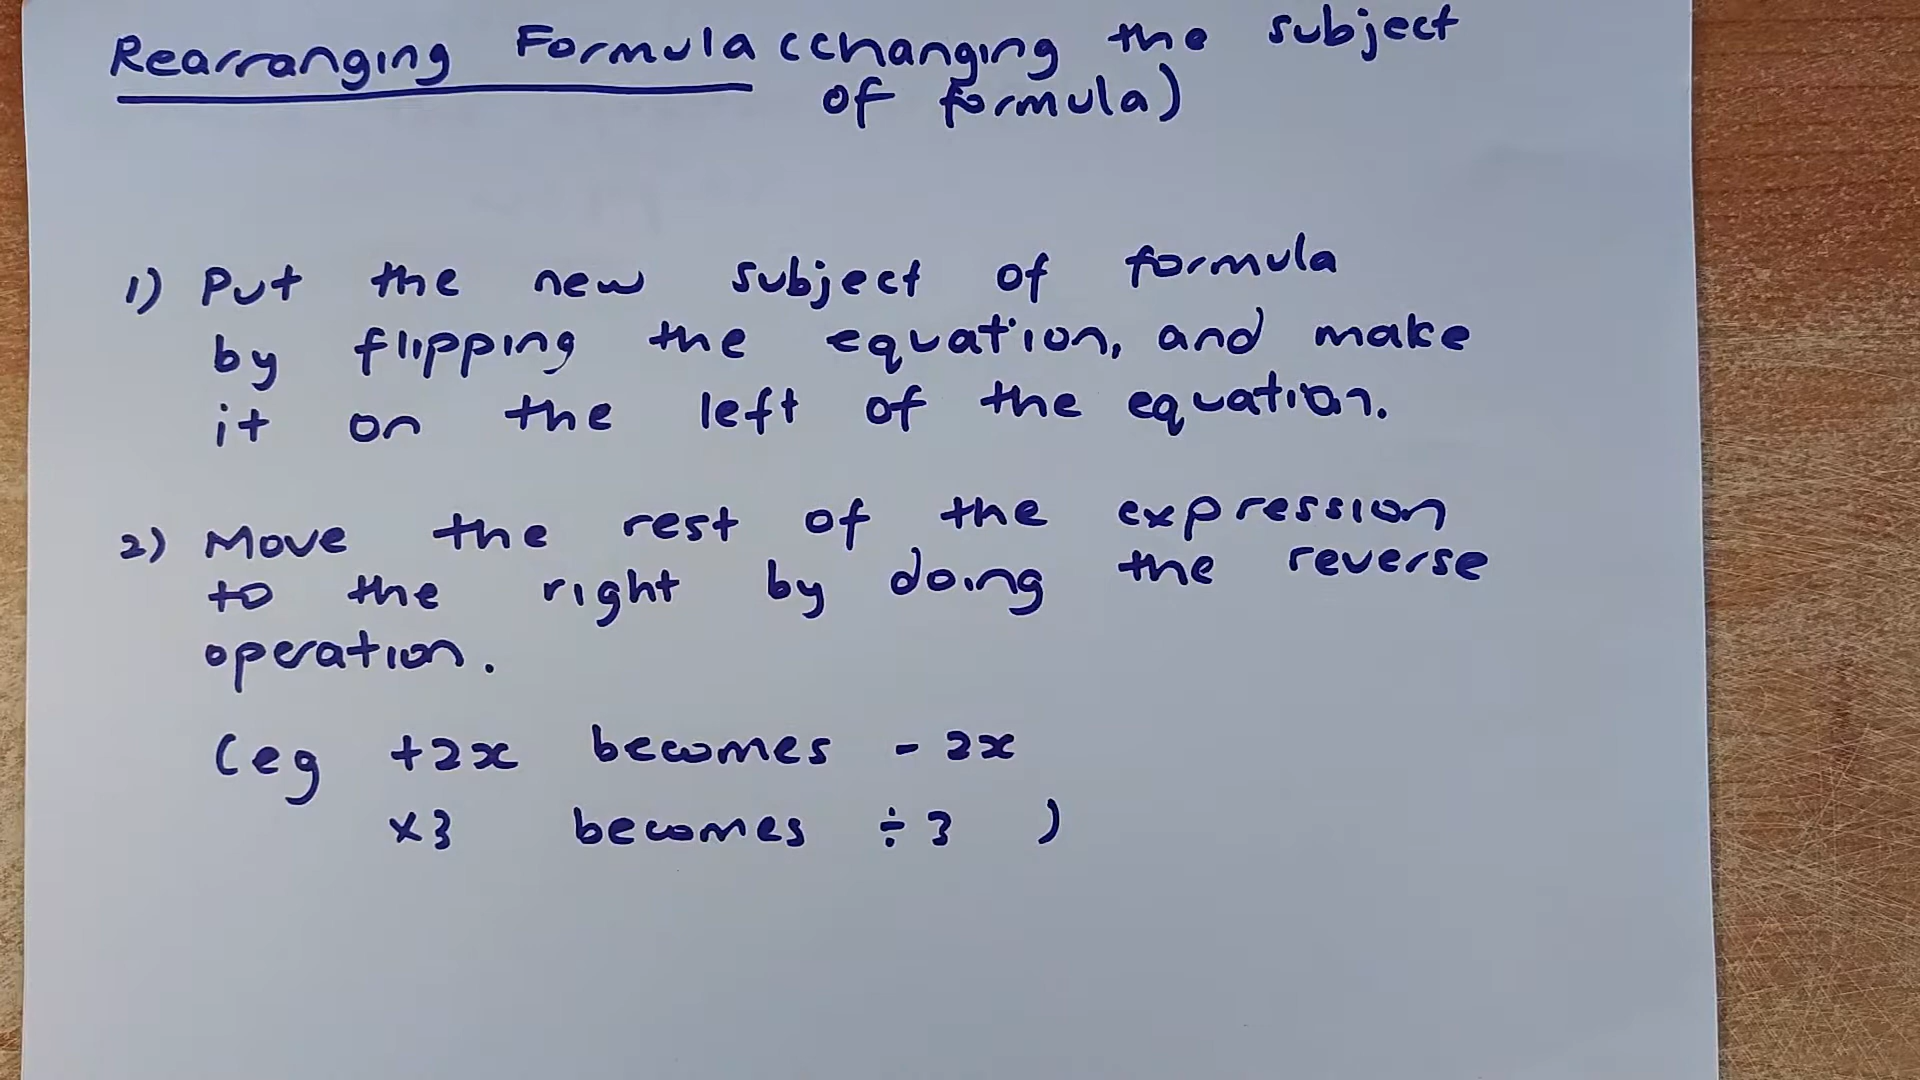 Rearranging Formula (changing the subject
of formula)
1) Put the new subject of formula
by flipping the equation, and make
it on the left of the equation.
2) Move the rest of the expression
to the right by doing the reverse
operation.
(eg +2x becomes - 2x
×3 becomes ÷ 3 )